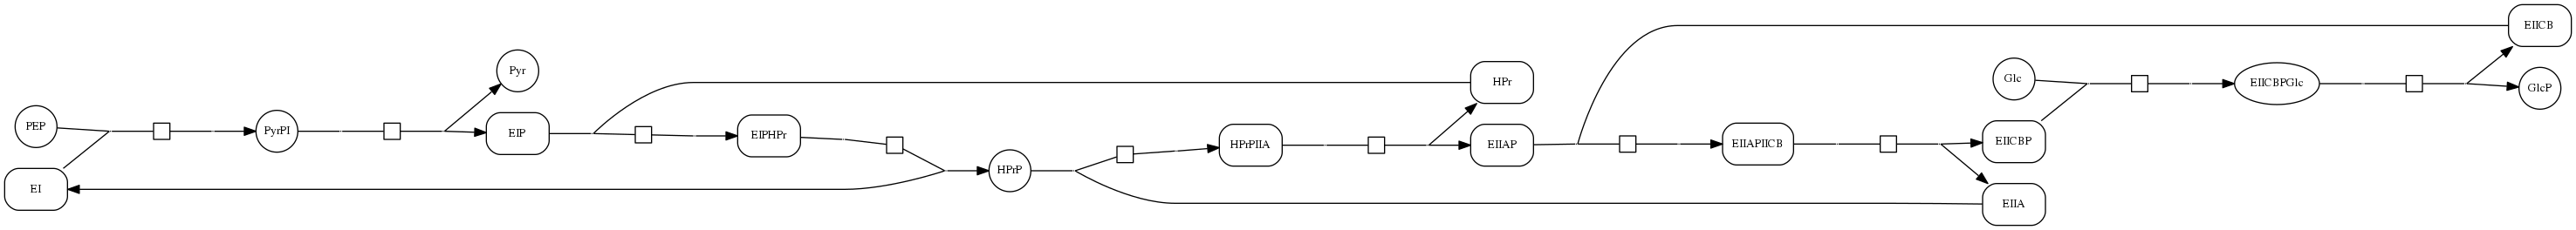 PEP
EI
PyrPI
Pyr
EIP
EIPHPr
HPrP
HPrPIIA
HPr
EIIAP
EIIAPIICB
Glc
EIICBP
EIIA
EIICBPGlc
EIICB
GlcP